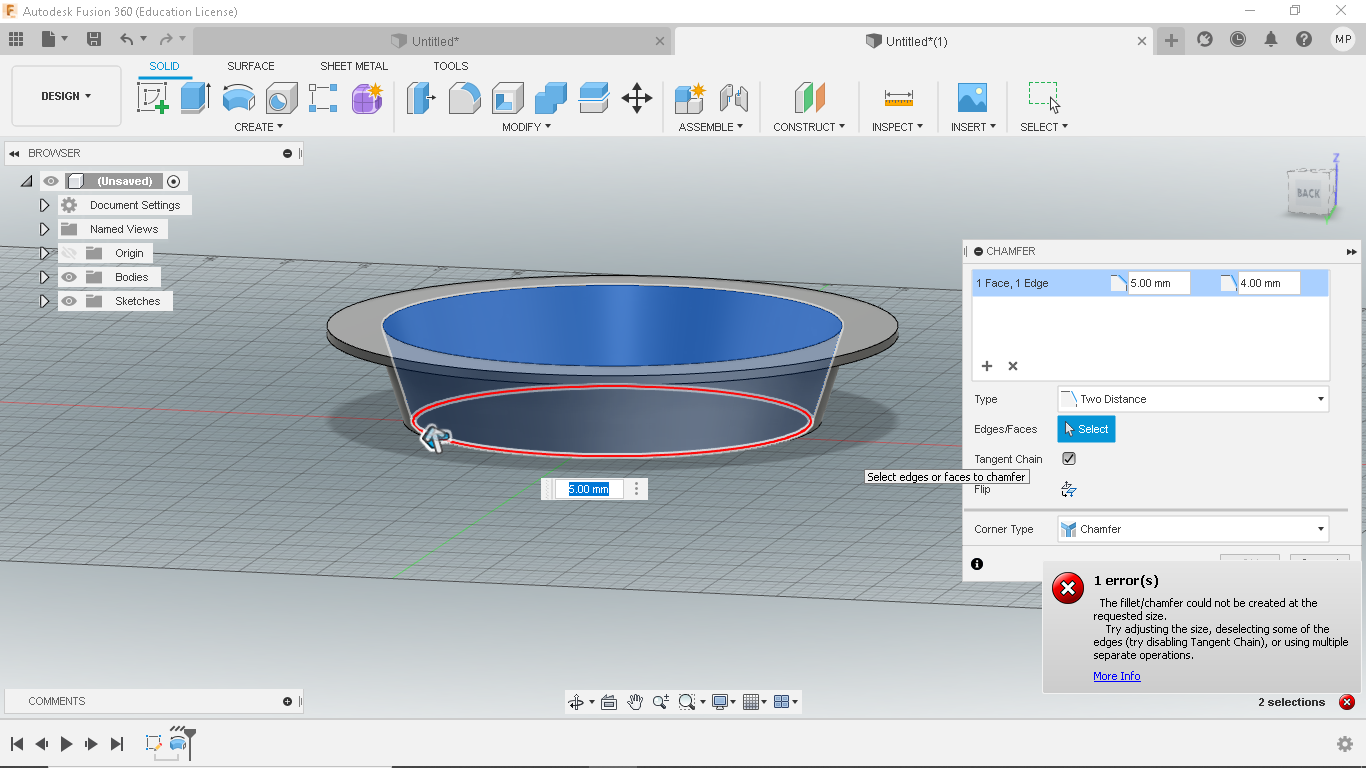 Autodesk Fusion 360 (Education License)
Untitled*
Untitled*(1)
MP
DESIGN
SOLID
SURFACE
SHEET METAL
TOOLS
CREATE
MODIFY
ASSEMBLE
CONSTRUCT
INSPECT
INSERT
SELECT
BROWSER
(Unsaved)
Document Settings
Named Views
Origin
Bodies
Sketches
Z
BACK
CHAMFER
1 Face, 1 Edge
5.00 mm
4.00 mm
Type
Two Distance
Edges/Faces
Select
Tangent Chain
Select edges or faces to chamfer
Flip
5.00 mm
Corner Type
Chamfer
1 error(s)
The fillet/chamfer could not be created at the
requested size.
Try adjusting the size, deselecting some of the
edges (try disabling Tangent Chain), or using multiple
separate operations.
More Info
COMMENTS
2 selections